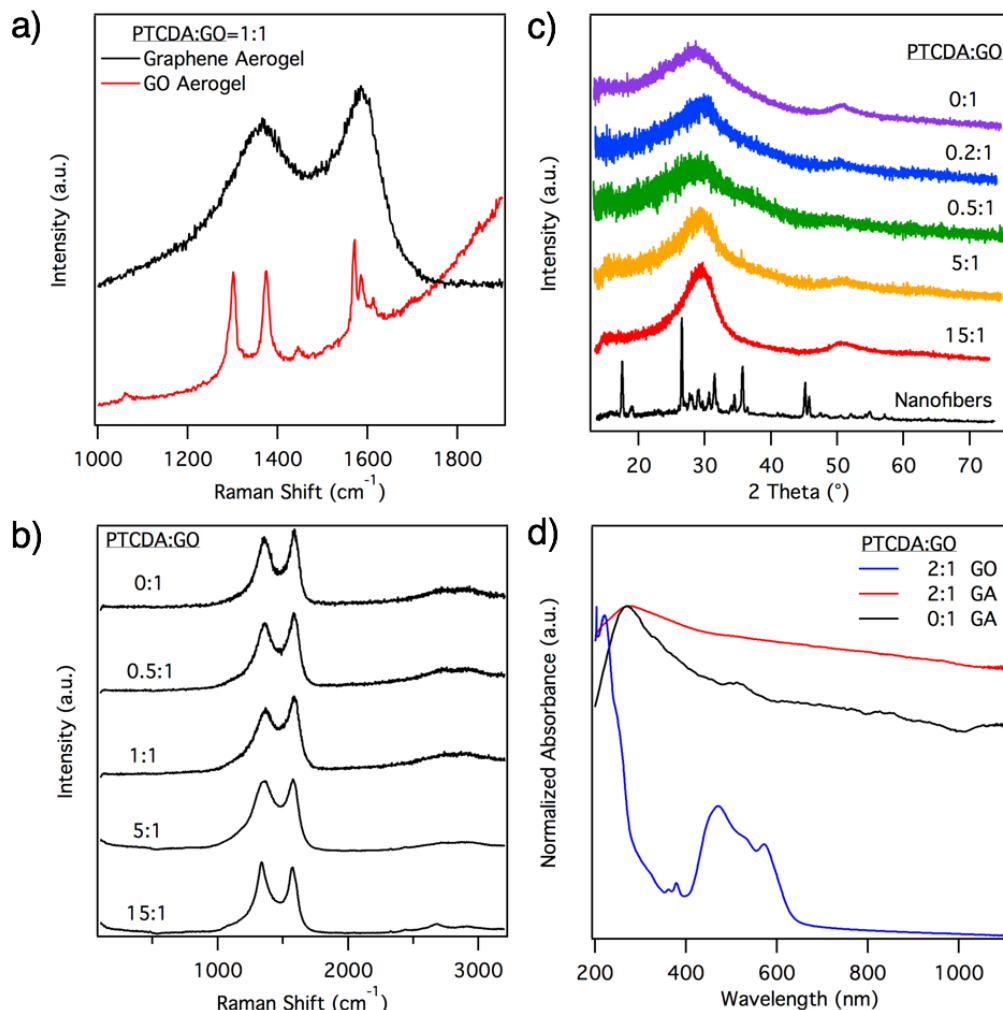 a)
PTCDA:GO=1:1
Graphene Aerogel
GO Aerogel
Intensity (a.u.)
1000 1200 1400 1600 1800
Raman Shift (cm⁻¹)
b)
PTCDA:GO
0:1
0.5:1
1:1
5:1
15:1
Intensity (a.u.)
1000 2000 3000
Raman Shift (cm⁻¹)
c)
PTCDA:GO
0:1
0.2:1
0.5:1
5:1
15:1
Nanofibers
Intensity (a.u.)
20 30 40 50 60 70
2 Theta (°)
d)
PTCDA:GO
2:1 GO
2:1 GA
0:1 GA
Normalized Absorbance (a.u.)
200 400 600 800 1000
Wavelength (nm)